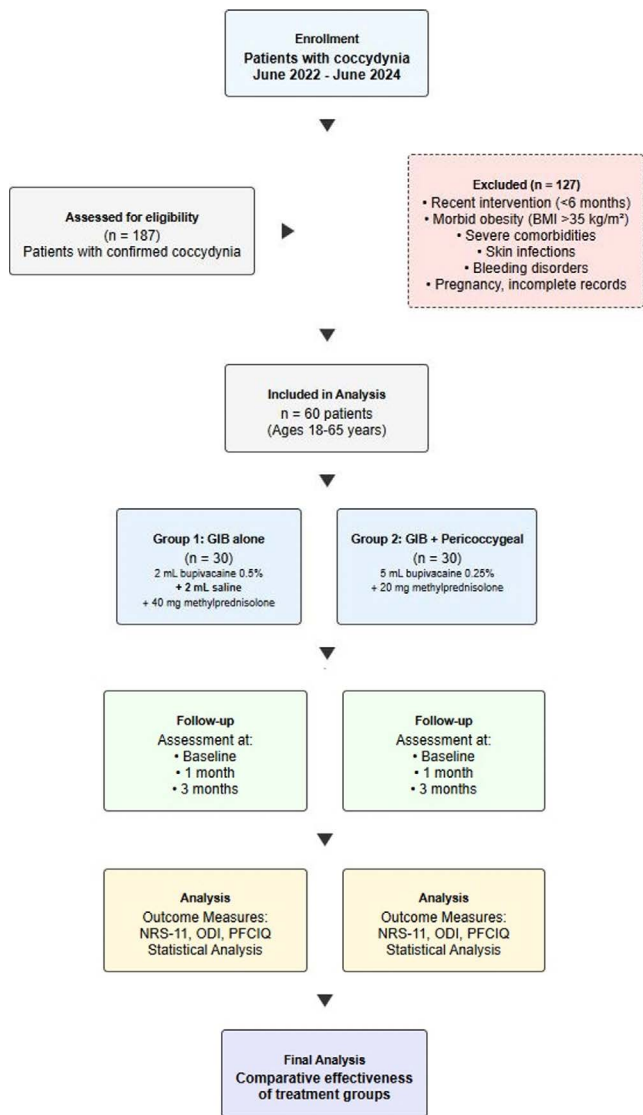 Enrollment
Patients with coccydynia
June 2022 - June 2024
Assessed for eligibility
(n = 187)
Patients with confirmed coccydynia
Excluded (n = 127)
• Recent intervention (<6 months)
• Morbid obesity (BMI >35 kg/m²)
• Severe comorbidities
• Skin infections
• Bleeding disorders
• Pregnancy, incomplete records
Included in Analysis
n = 60 patients
(Ages 18-65 years)
Group 1: GIB alone
(n = 30)
2 mL bupivacaine 0.5%
+ 2 mL saline
+ 40 mg methylprednisolone
Group 2: GIB + Pericoccygeal
(n = 30)
5 mL bupivacaine 0.25%
+ 20 mg methylprednisolone
Follow-up
Assessment at:
• Baseline
• 1 month
• 3 months
Follow-up
Assessment at:
• Baseline
• 1 month
• 3 months
Analysis
Outcome Measures:
NRS-11, ODI, PFCIQ
Statistical Analysis
Analysis
Outcome Measures:
NRS-11, ODI, PFCIQ
Statistical Analysis
Final Analysis
Comparative effectiveness
of treatment groups